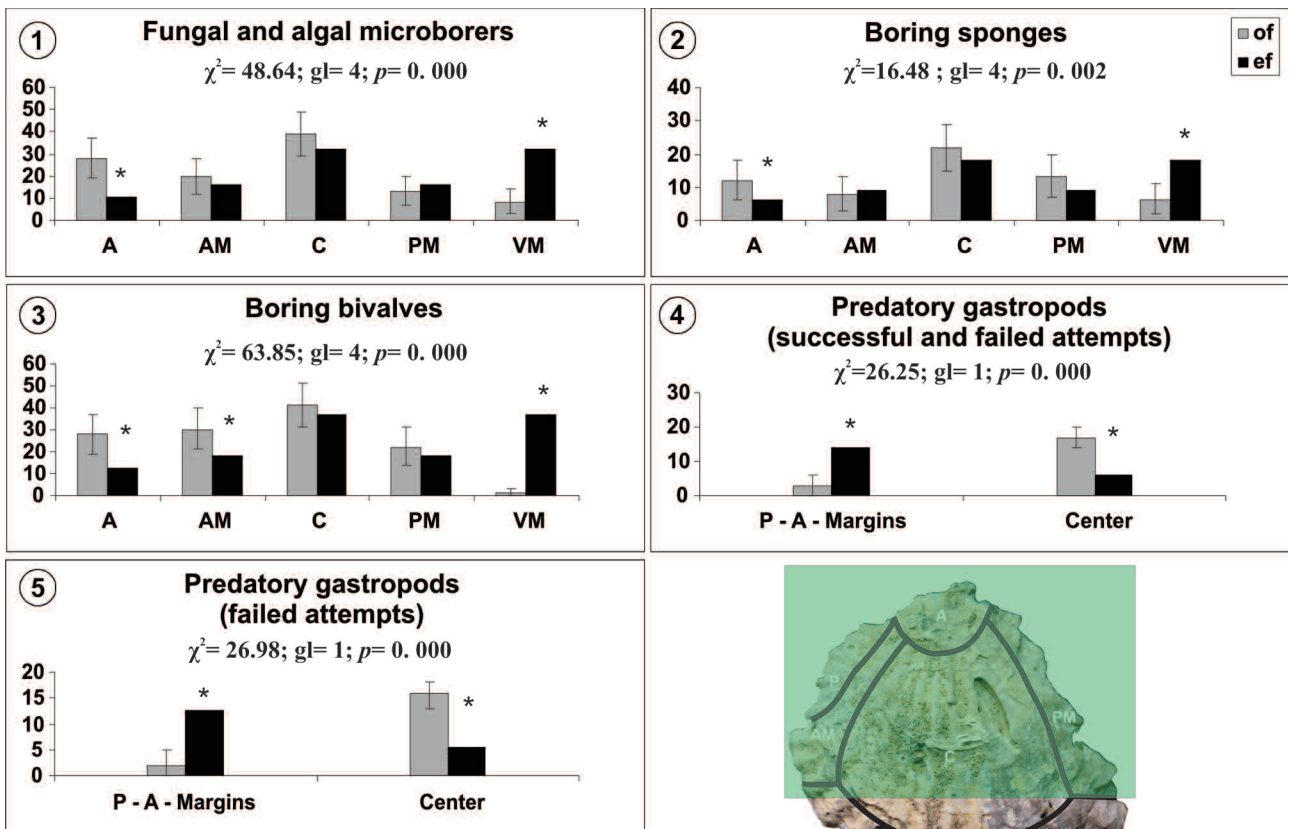 1
Fungal and algal microborers
χ²= 48.64; gl= 4; p= 0. 000
60
50
40
30
20
10
0
*
*
A AM C PM VM
2
Boring sponges
of
ef
χ²=16.48 ; gl= 4; p= 0. 002
40
30
20
10
0
*
*
A AM C PM VM
3
Boring bivalves
χ²= 63.85; gl= 4; p= 0. 000
60
50
40
30
20
10
0
*
*
*
A AM C PM VM
4
Predatory gastropods
(successful and failed attempts)
χ²=26.25; gl= 1; p= 0. 000
30
20
10
0
*
*
P - A - Margins Center
5
Predatory gastropods
(failed attempts)
χ²= 26.98; gl= 1; p= 0. 000
20
15
10
5
0
*
*
P - A - Margins Center
A
P
AM
PM
C